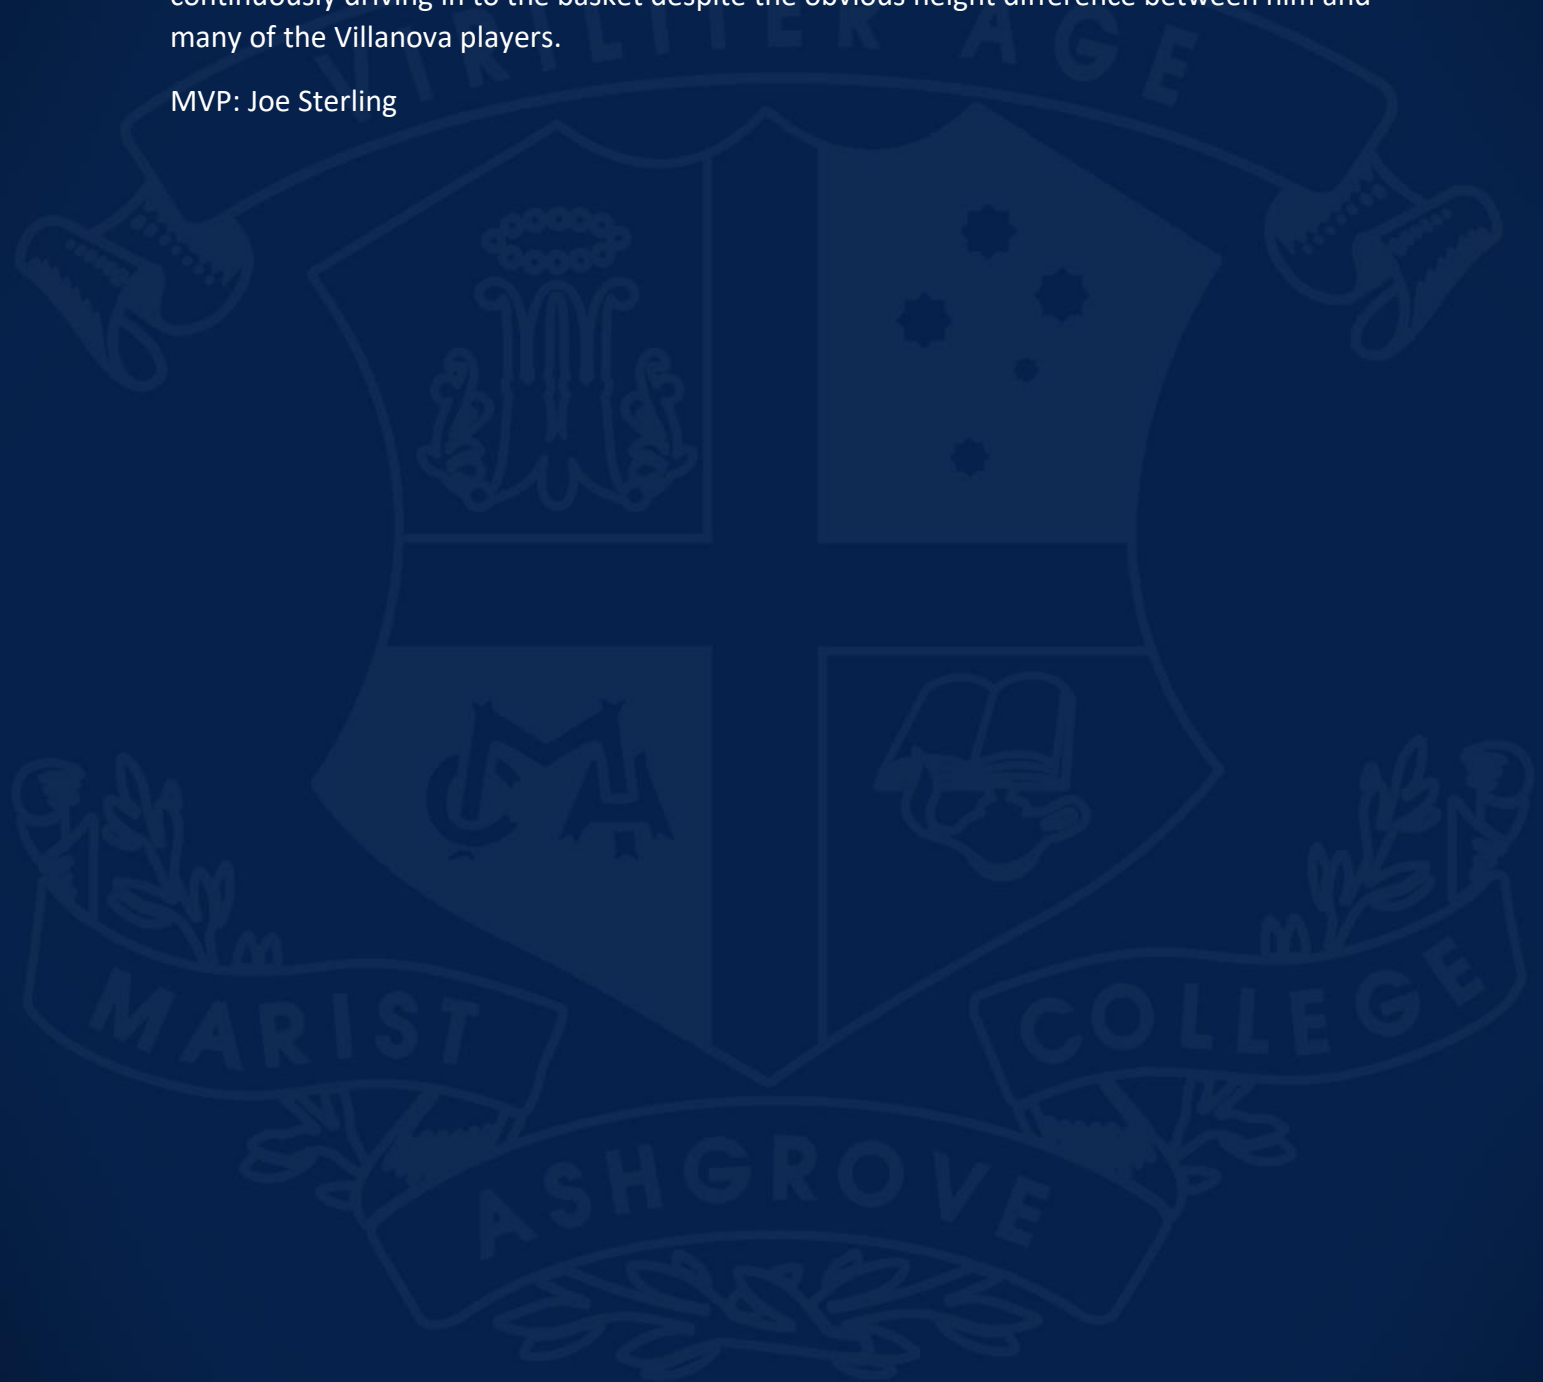 continuously driving in to the basket despite the obvious height difference between him and
many of the Villanova players.
VIRILITER AGE
MVP: Joe Sterling
CMA
MARIST
COLLEGE
ASHGROVE